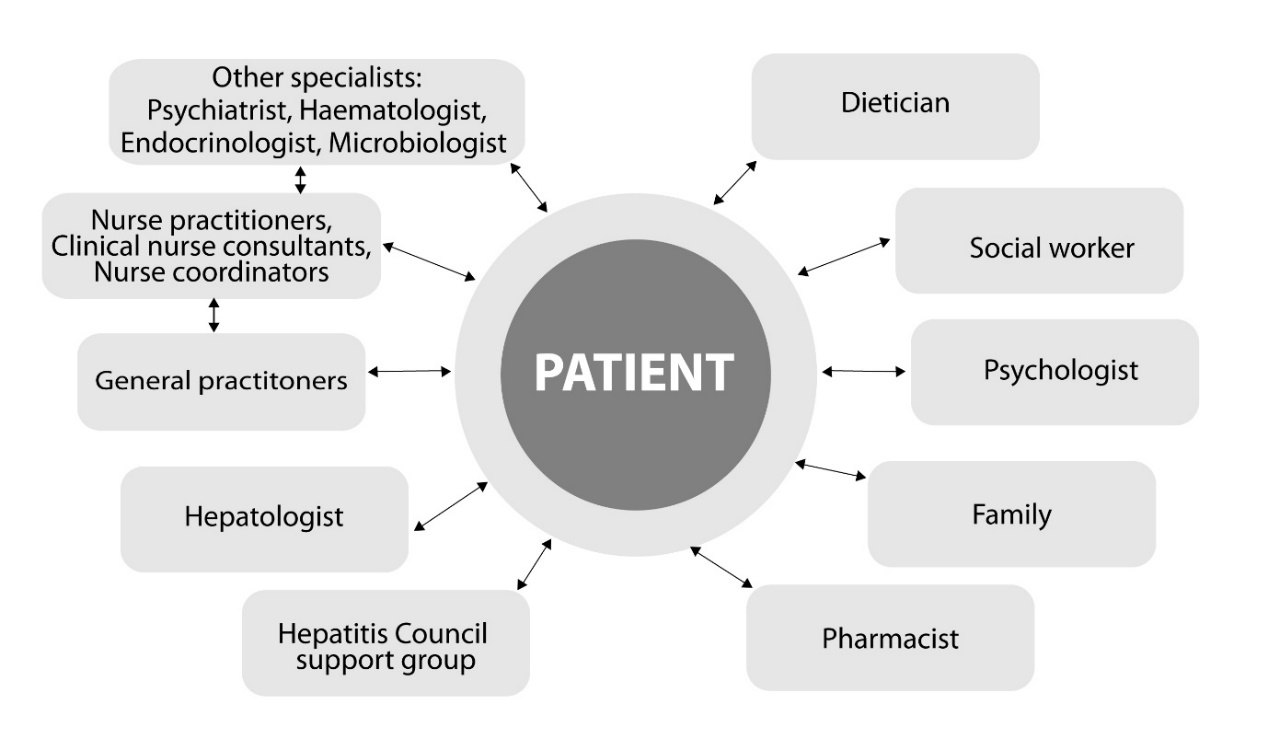 Other specialists:
Psychiatrist, Haematologist,
Endocrinologist, Microbiologist
Dietician
Nurse practitioners,
Clinical nurse consultants,
Nurse coordinators
Social worker
General practitoners
PATIENT
Psychologist
Hepatologist
Family
Hepatitis Council
support group
Pharmacist